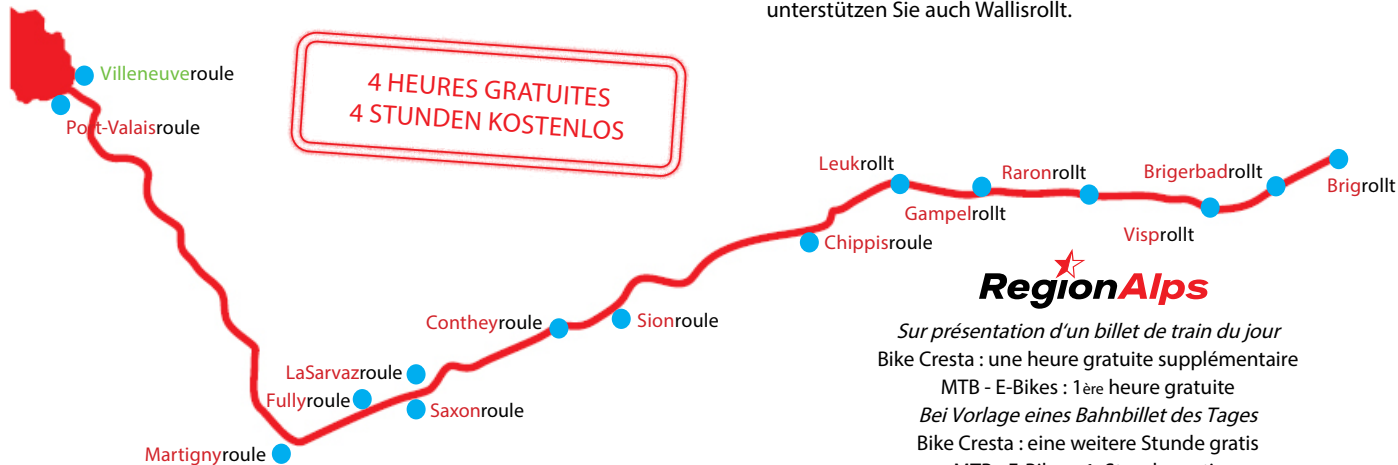 unterstützen Sie auch Wallisrollt.
Villeneuveroule
Port-Valaisroule
4 HEURES GRATUITES
4 STUNDEN KOSTENLOS
Leukrollt
Raronrollt
Brigerbadrollt
Brigrollt
Gampelrollt
Visprollt
Chippisroule
Contheyroule
Sionroule
LaSarvazroule
Fullyroule
Saxonroule
Martignyroule
RegionAlps
Sur présentation d'un billet de train du jour
Bike Cresta : une heure gratuite supplémentaire
MTB - E-Bikes : 1ère heure gratuite
Bei Vorlage eines Bahnbillet des Tages
Bike Cresta : eine weitere Stunde gratis